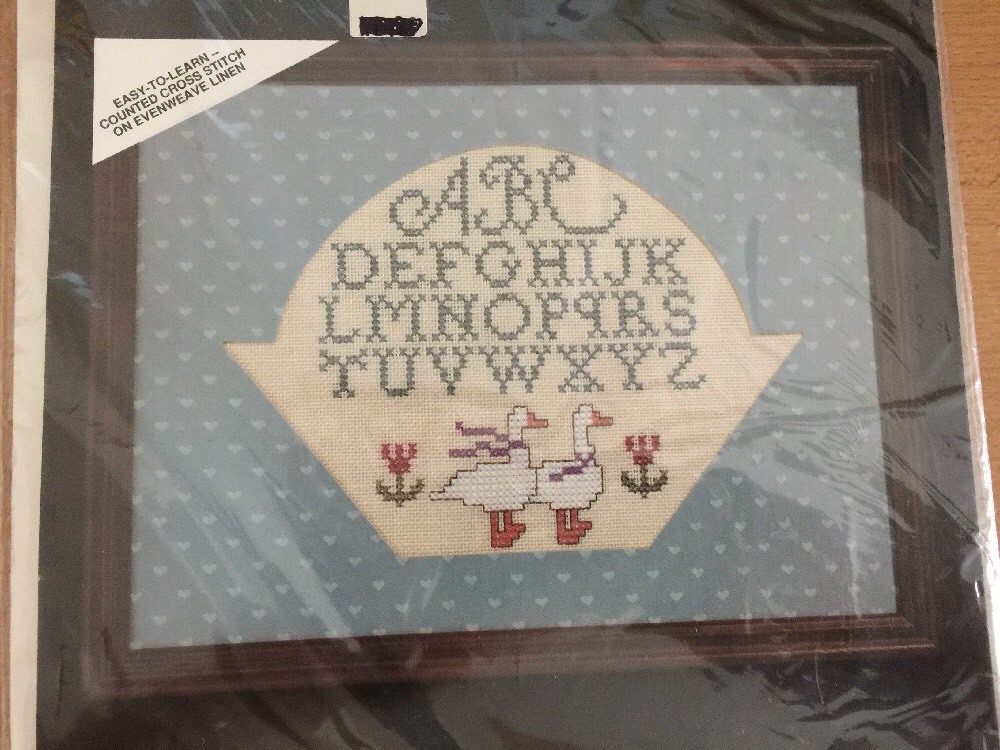 EASY-TO-LEARN –
COUNTED CROSS STITCH
ON EVENWEAVE LINEN
ABC
DEFGHIJK
LMNOPQRS
TUVWXYZ